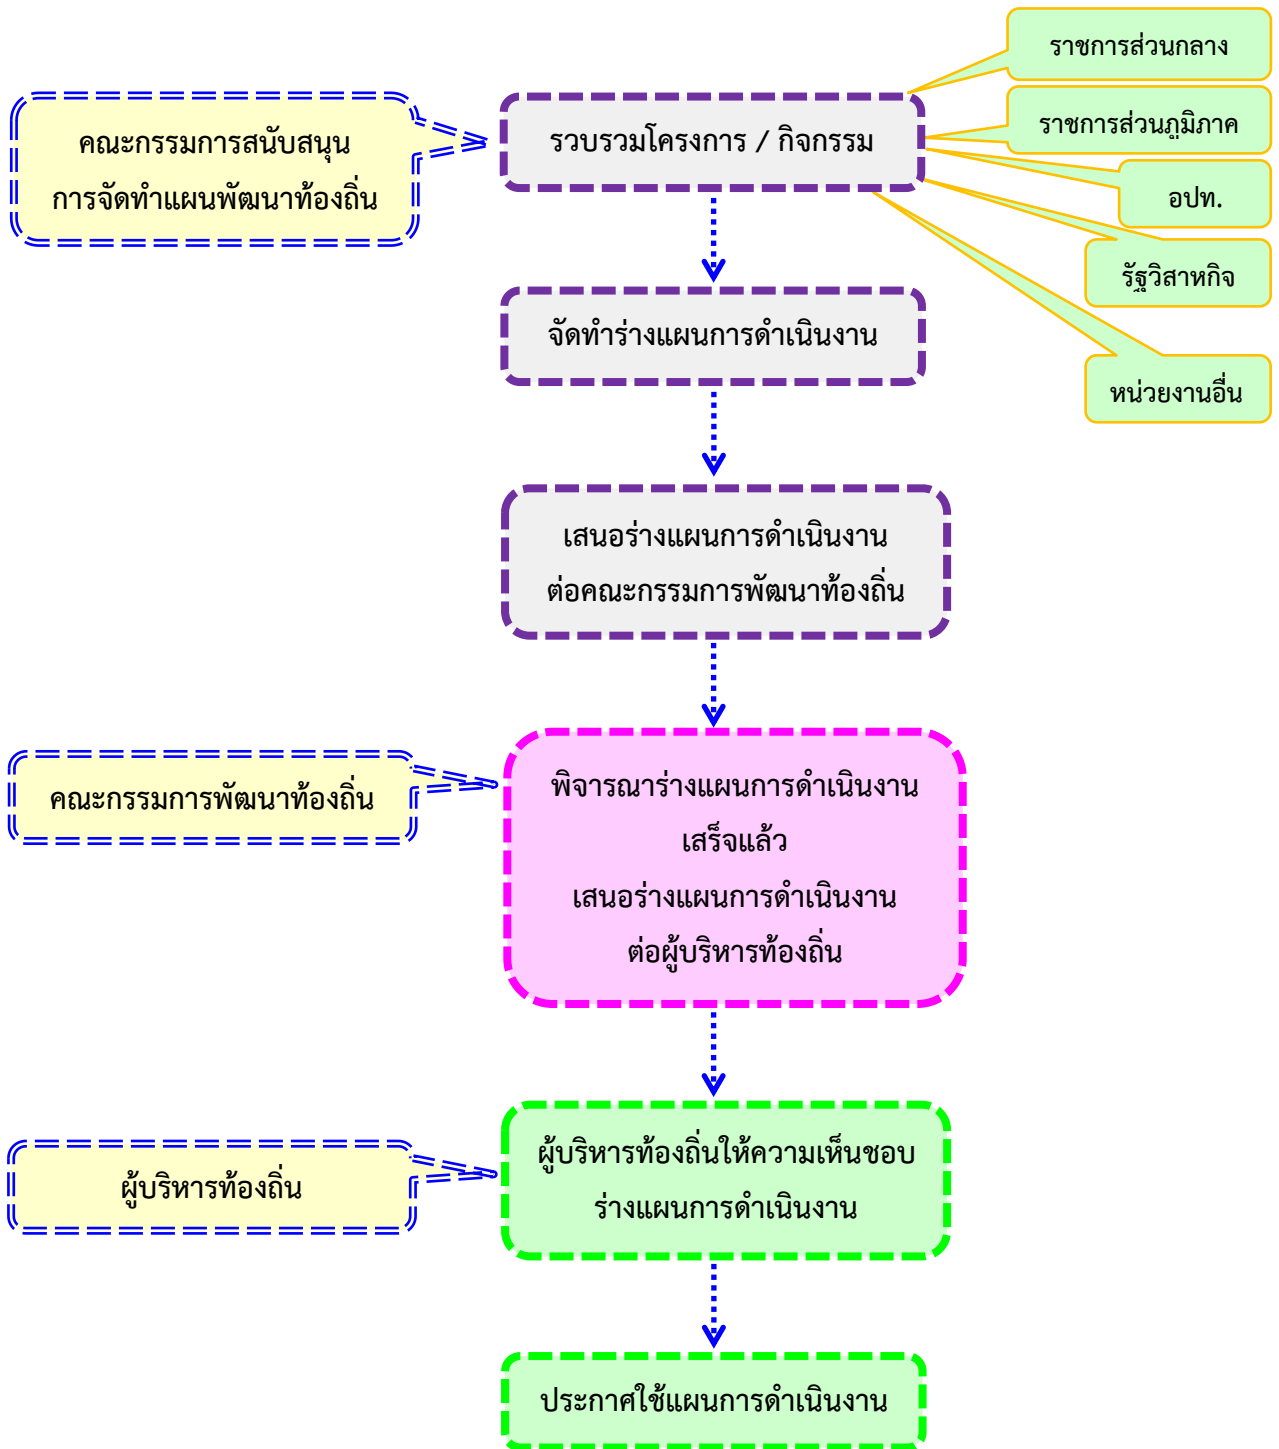 ราชการส่วนกลาง
คณะกรรมการสนับสนุน
การจัดทำแผนพัฒนาท้องถิ่น
รวบรวมโครงการ / กิจกรรม
ราชการส่วนภูมิภาค
อปท.
รัฐวิสาหกิจ
จัดทำร่างแผนการดำเนินงาน
หน่วยงานอื่น
เสนอร่างแผนการดำเนินงาน
ต่อคณะกรรมการพัฒนาท้องถิ่น
คณะกรรมการพัฒนาท้องถิ่น
พิจารณาร่างแผนการดำเนินงาน
เสร็จแล้ว
เสนอร่างแผนการดำเนินงาน
ต่อผู้บริหารท้องถิ่น
ผู้บริหารท้องถิ่น
ผู้บริหารท้องถิ่นให้ความเห็นชอบ
ร่างแผนการดำเนินงาน
ประกาศใช้แผนการดำเนินงาน